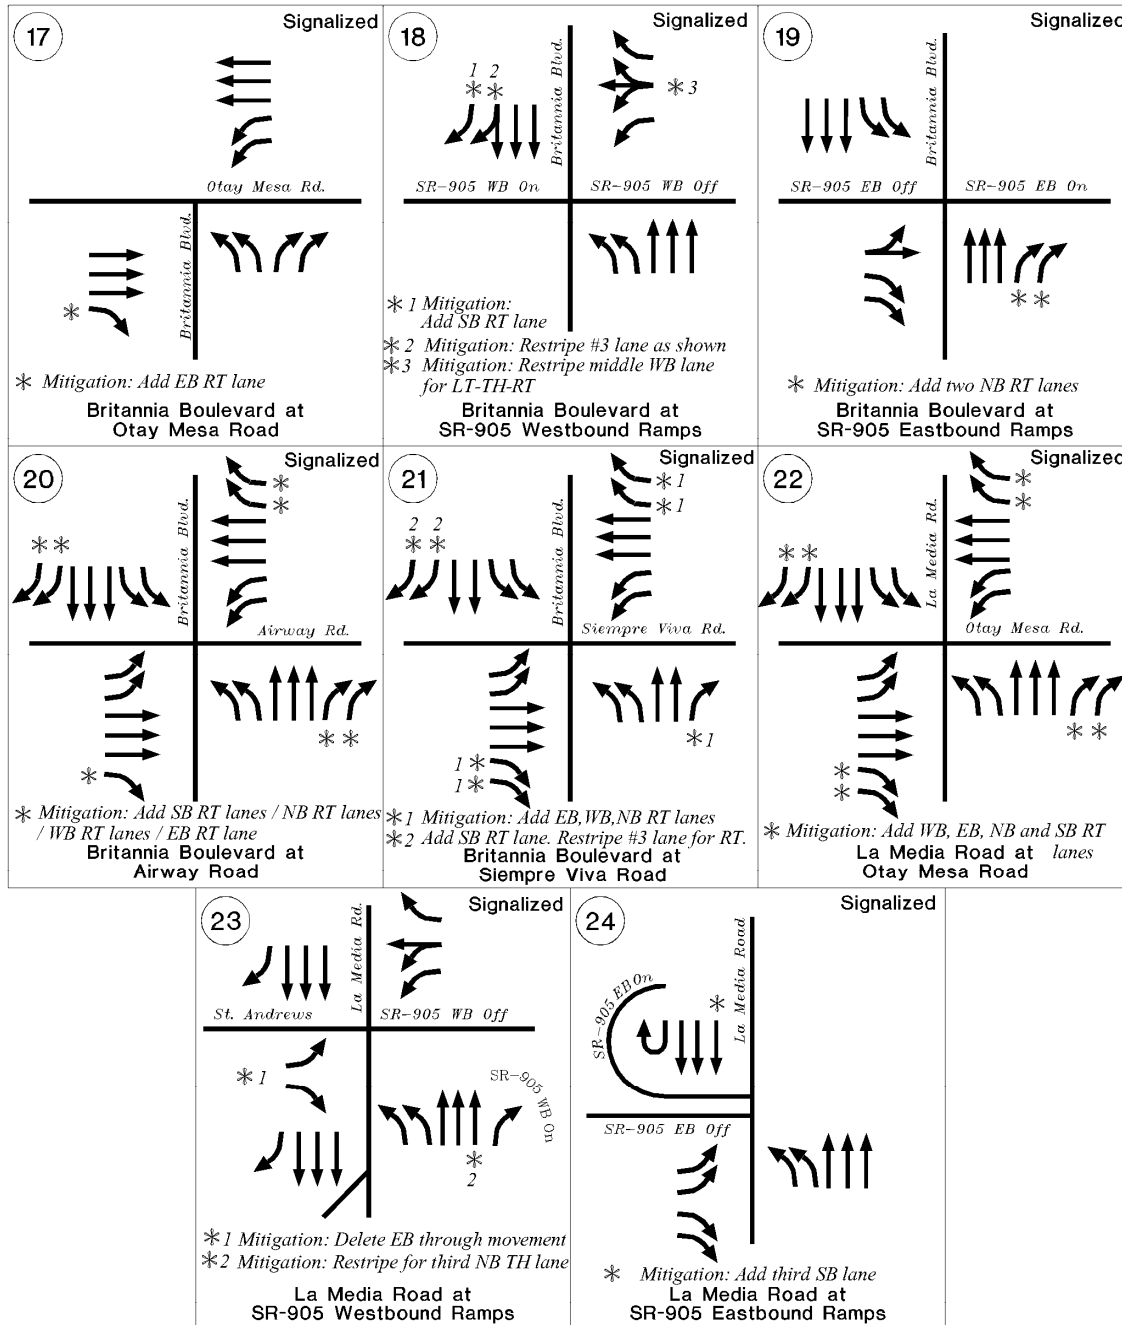 17
Signalized
Otay Mesa Rd.
Britannia Blvd.
* Mitigation: Add EB RT lane
Britannia Boulevard at
Otay Mesa Road
18
Signalized
1 2
* *
Britannia Blvd.
* 3
SR-905 WB On
SR-905 WB Off
* 1 Mitigation:
Add SB RT lane
* 2 Mitigation: Restripe #3 lane as shown
* 3 Mitigation: Restripe middle WB lane
for LT-TH-RT
Britannia Boulevard at
SR-905 Westbound Ramps
19
Signalized
Britannia Blvd.
SR-905 EB Off
SR-905 EB On
* *
* Mitigation: Add two NB RT lanes
Britannia Boulevard at
SR-905 Eastbound Ramps
20
Signalized
*
*
* *
Britannia Blvd.
Airway Rd.
* *
*
* Mitigation: Add SB RT lanes / NB RT lanes
/ WB RT lanes / EB RT lane
Britannia Boulevard at
Airway Road
21
Signalized
* 1
* 1
2 2
* *
Britannia Blvd.
Siempre Viva Rd.
* 1
1 *
1 *
* 1 Mitigation: Add EB,WB,NB RT lanes
* 2 Add SB RT lane. Restripe #3 lane for RT.
Britannia Boulevard at
Siempre Viva Road
22
Signalized
*
*
* *
La Media Rd.
Otay Mesa Rd.
* *
*
*
* Mitigation: Add WB, EB, NB and SB RT
lanes
La Media Road at
Otay Mesa Road
23
Signalized
La Media Rd.
St. Andrews
SR-905 WB Off
* 1
SR-905 WB On
*
2
* 1 Mitigation: Delete EB through movement
* 2 Mitigation: Restripe for third NB TH lane
La Media Road at
SR-905 Westbound Ramps
24
Signalized
La Media Road
SR-905 EB On
*
SR-905 EB Off
* Mitigation: Add third SB lane
La Media Road at
SR-905 Eastbound Ramps